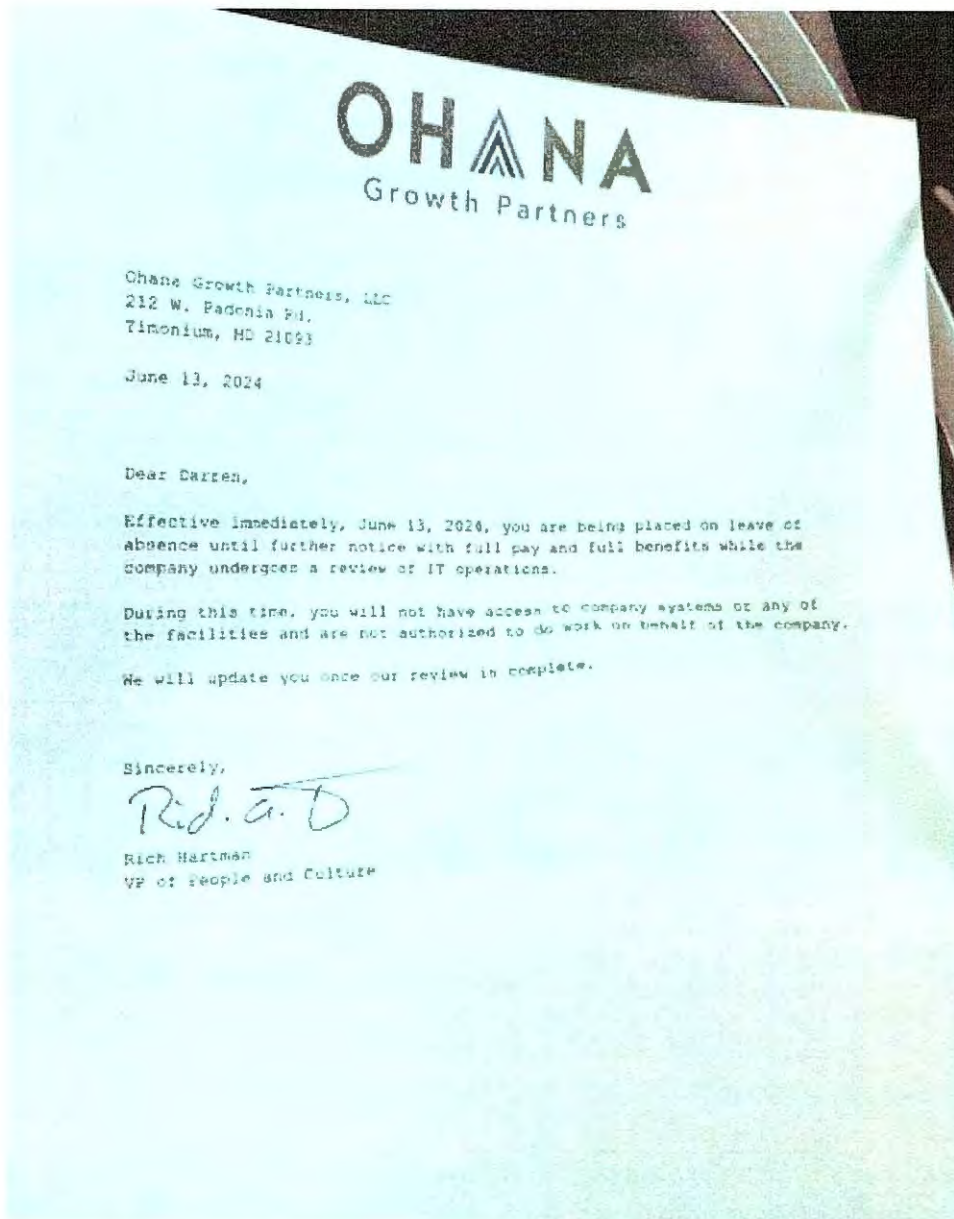 OHANA
Growth Partners
Ohana Growth Partners, LLC
212 W. Padonia Rd.
Timonium, MD 21093
June 13, 2024
Dear Darren,
Effective immediately, June 13, 2024, you are being placed on leave of
absence until further notice with full pay and full benefits while the
company undergoes a review of IT operations.
During this time, you will not have access to company systems or any of
the facilities and are not authorized to do work on behalf of the company.
We will update you once our review is complete.
Sincerely,
Rich Hartman
VP of People and Culture